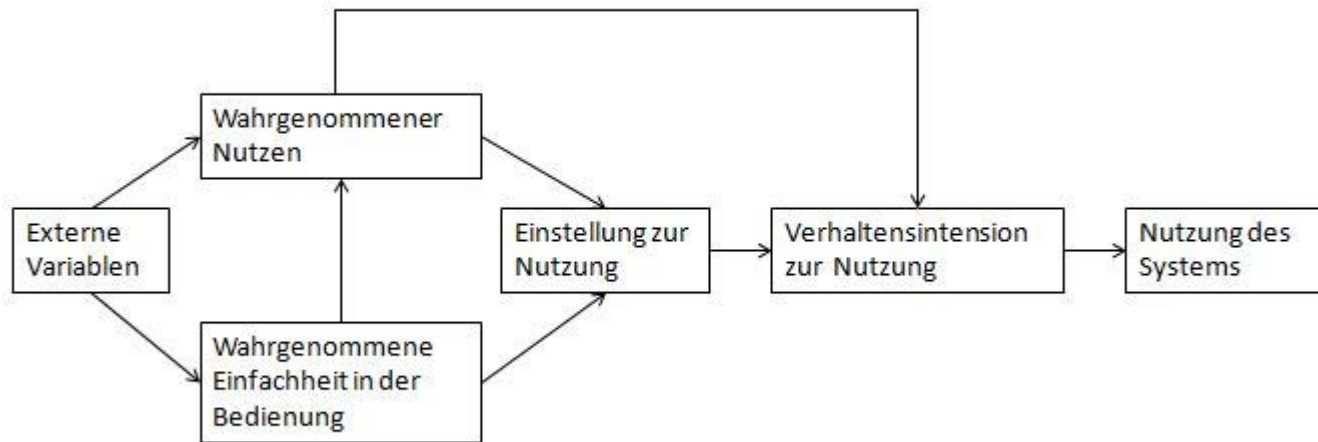 Wahrgenommener
Nutzen
Externe
Variablen
Einstellung zur
Nutzung
Verhaltensintension
zur Nutzung
Nutzung des
Systems
Wahrgenommene
Einfachheit in der
Bedienung